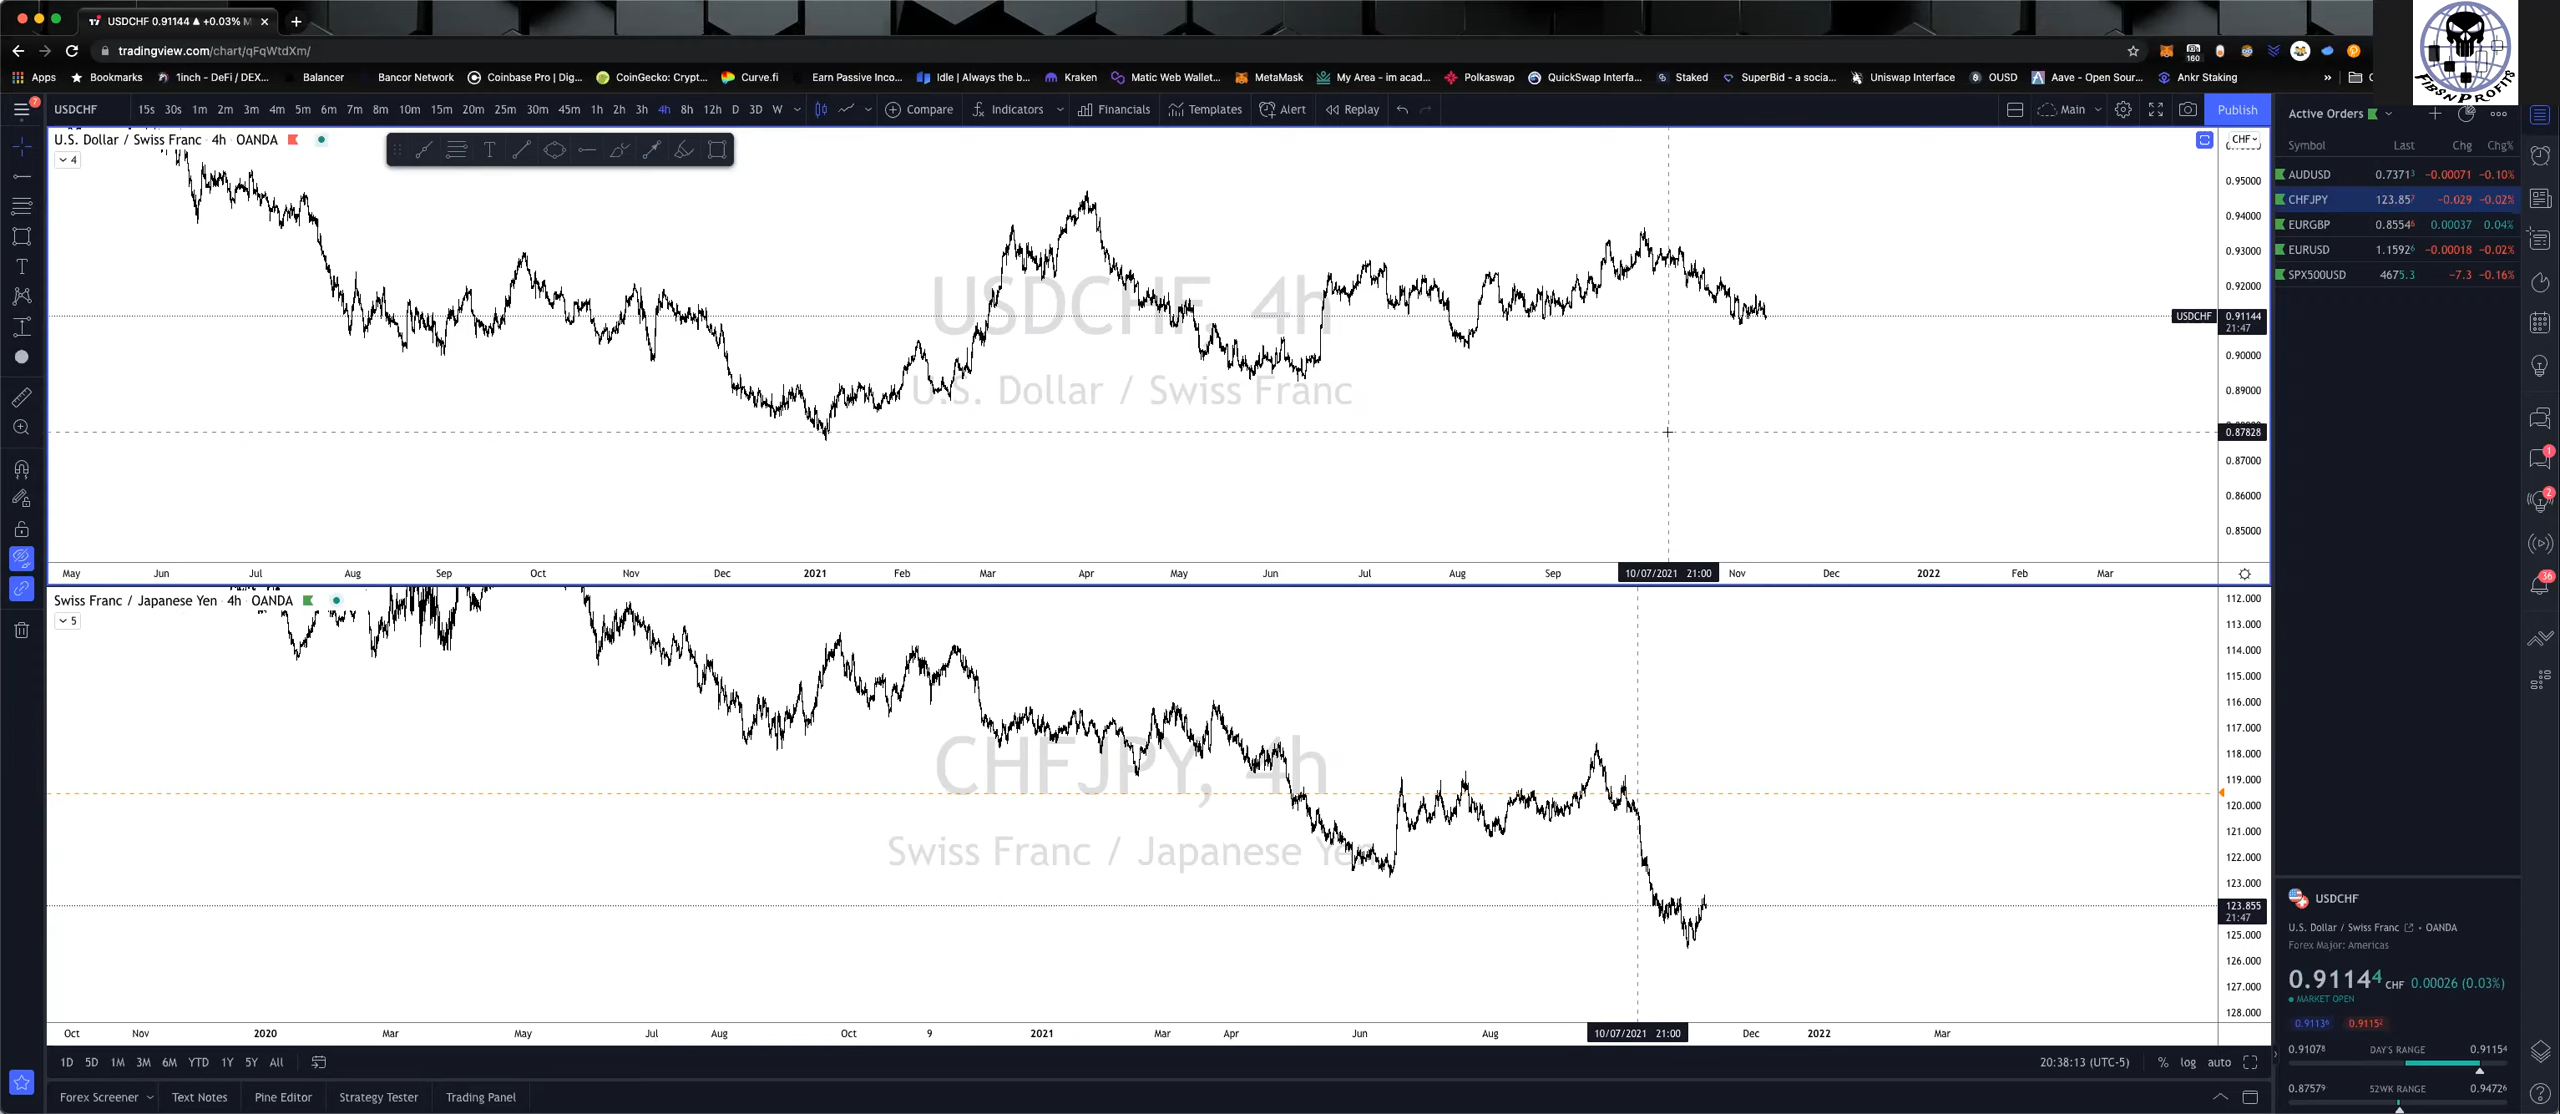 USDCHF 0.91144 ▲ +0.03% M
tradingview.com/chart/qFqWtdXm/
Apps Bookmarks 1inch - DeFi / DEX... Balancer Bancor Network Coinbase Pro | Dig... CoinGecko: Crypt... Curve.fi Earn Passive Inco... Idle | Always the b... Kraken Matic Web Wallet... MetaMask My Area - im acad... Polkaswap QuickSwap Interfa... Staked SuperBid - a socia... Uniswap Interface OUSD Aave - Open Sour... Ankr Staking »
160
FIBSNPROFITS
7
USDCHF 15s 30s 1m 2m 3m 4m 5m 6m 7m 8m 10m 15m 20m 25m 30m 45m 1h 2h 3h 4h 8h 12h D 3D W Compare Indicators Financials Templates Alert Replay Main Publish
U.S. Dollar / Swiss Franc · 4h · OANDA
4
CHF
0.95000
0.94000
0.93000
0.92000
USDCHF 0.91144
21:47
0.90000
0.89000
0.87828
0.87000
0.86000
0.85000
USDCHF, 4h
U.S. Dollar / Swiss Franc
May Jun Jul Aug Sep Oct Nov Dec 2021 Feb Mar Apr May Jun Jul Aug Sep 10/07/2021 21:00 Nov Dec 2022 Feb Mar
Swiss Franc / Japanese Yen · 4h · OANDA
5
112.000
113.000
114.000
115.000
116.000
117.000
118.000
119.000
120.000
121.000
122.000
123.000
123.855
21:47
125.000
126.000
127.000
128.000
CHFJPY, 4h
Swiss Franc / Japanese Yen
Oct Nov 2020 Mar May Jul Aug Oct 9 2021 Mar Apr Jun Aug 10/07/2021 21:00 Dec 2022 Mar
1D 5D 1M 3M 6M YTD 1Y 5Y All 20:38:13 (UTC-5) % log auto
Forex Screener Text Notes Pine Editor Strategy Tester Trading Panel
Active Orders
Symbol Last Chg Chg%
AUDUSD 0.73713 −0.00071 −0.10%
CHFJPY 123.857 −0.029 −0.02%
EURGBP 0.85546 0.00037 0.04%
EURUSD 1.15926 −0.00018 −0.02%
SPX500USD 4675.3 −7.3 −0.16%
1
2
36
USDCHF
U.S. Dollar / Swiss Franc • OANDA
Forex Major: Americas
0.91144 CHF 0.00026 (0.03%)
● MARKET OPEN
0.91136 0.91152
0.91078 DAY'S RANGE 0.91154
0.87579 52WK RANGE 0.94726